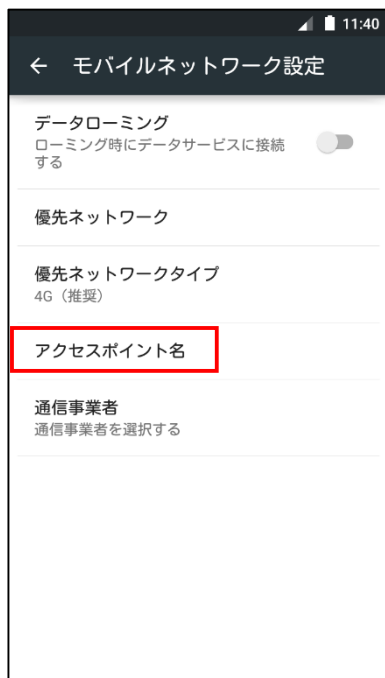 11:40
← モバイルネットワーク設定
データローミング
ローミング時にデータサービスに接続
する
優先ネットワーク
優先ネットワークタイプ
4G（推奨）
アクセスポイント名
通信事業者
通信事業者を選択する